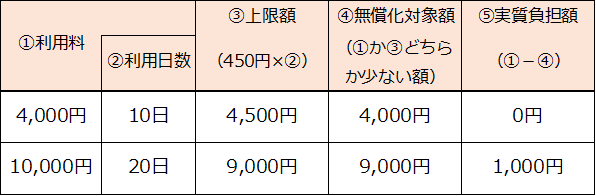 ①利用料
②利用日数
③上限額
（450円×②）
④無償化対象額
（①か③どちら
か少ない額）
⑤実質負担額
（①－④）
4,000円 10日 4,500円 4,000円 0円
10,000円 20日 9,000円 9,000円 1,000円